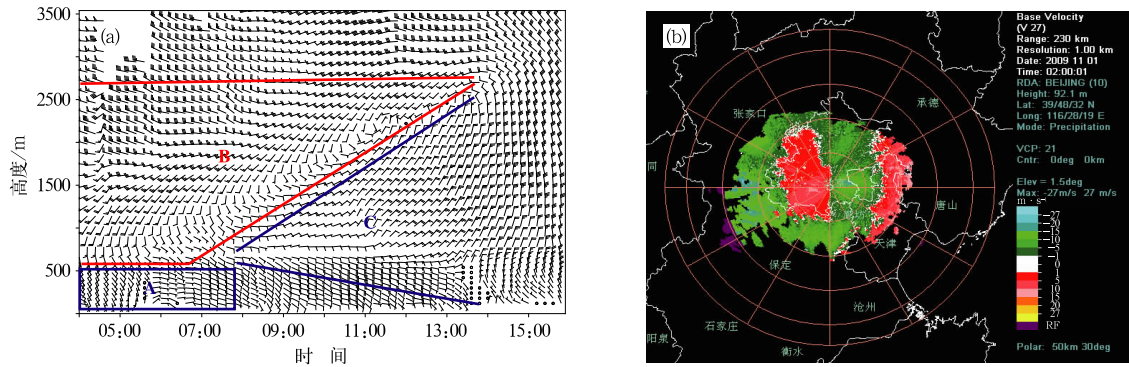 (a)
3500
2500
1500
500
高度/m
B
C
A
05:00 07:00 09:00 11:00 13:00 15:00
时 间
(b)
张家口
承德
同
唐山
廊坊
天津
保定
沧州
石家庄
阳泉
衡水
Base Velocity
(V 27)
Range: 230 km
Resolution: 1.00 km
Date: 2009 11 01
Time: 02:00:01
RDA: BEIJING (10)
Height: 92.1 m
Lat: 39/48/32 N
Long: 116/28/19 E
Mode: Precipitation
VCP: 21
Cntr: 0deg 0km
Elev = 1.5deg
Max: -27m/s 27 m/s
m·s⁻¹
-27
-20
-15
-10
-5
-1
0
1
5
10
15
20
27
RF
Polar: 50km 30deg